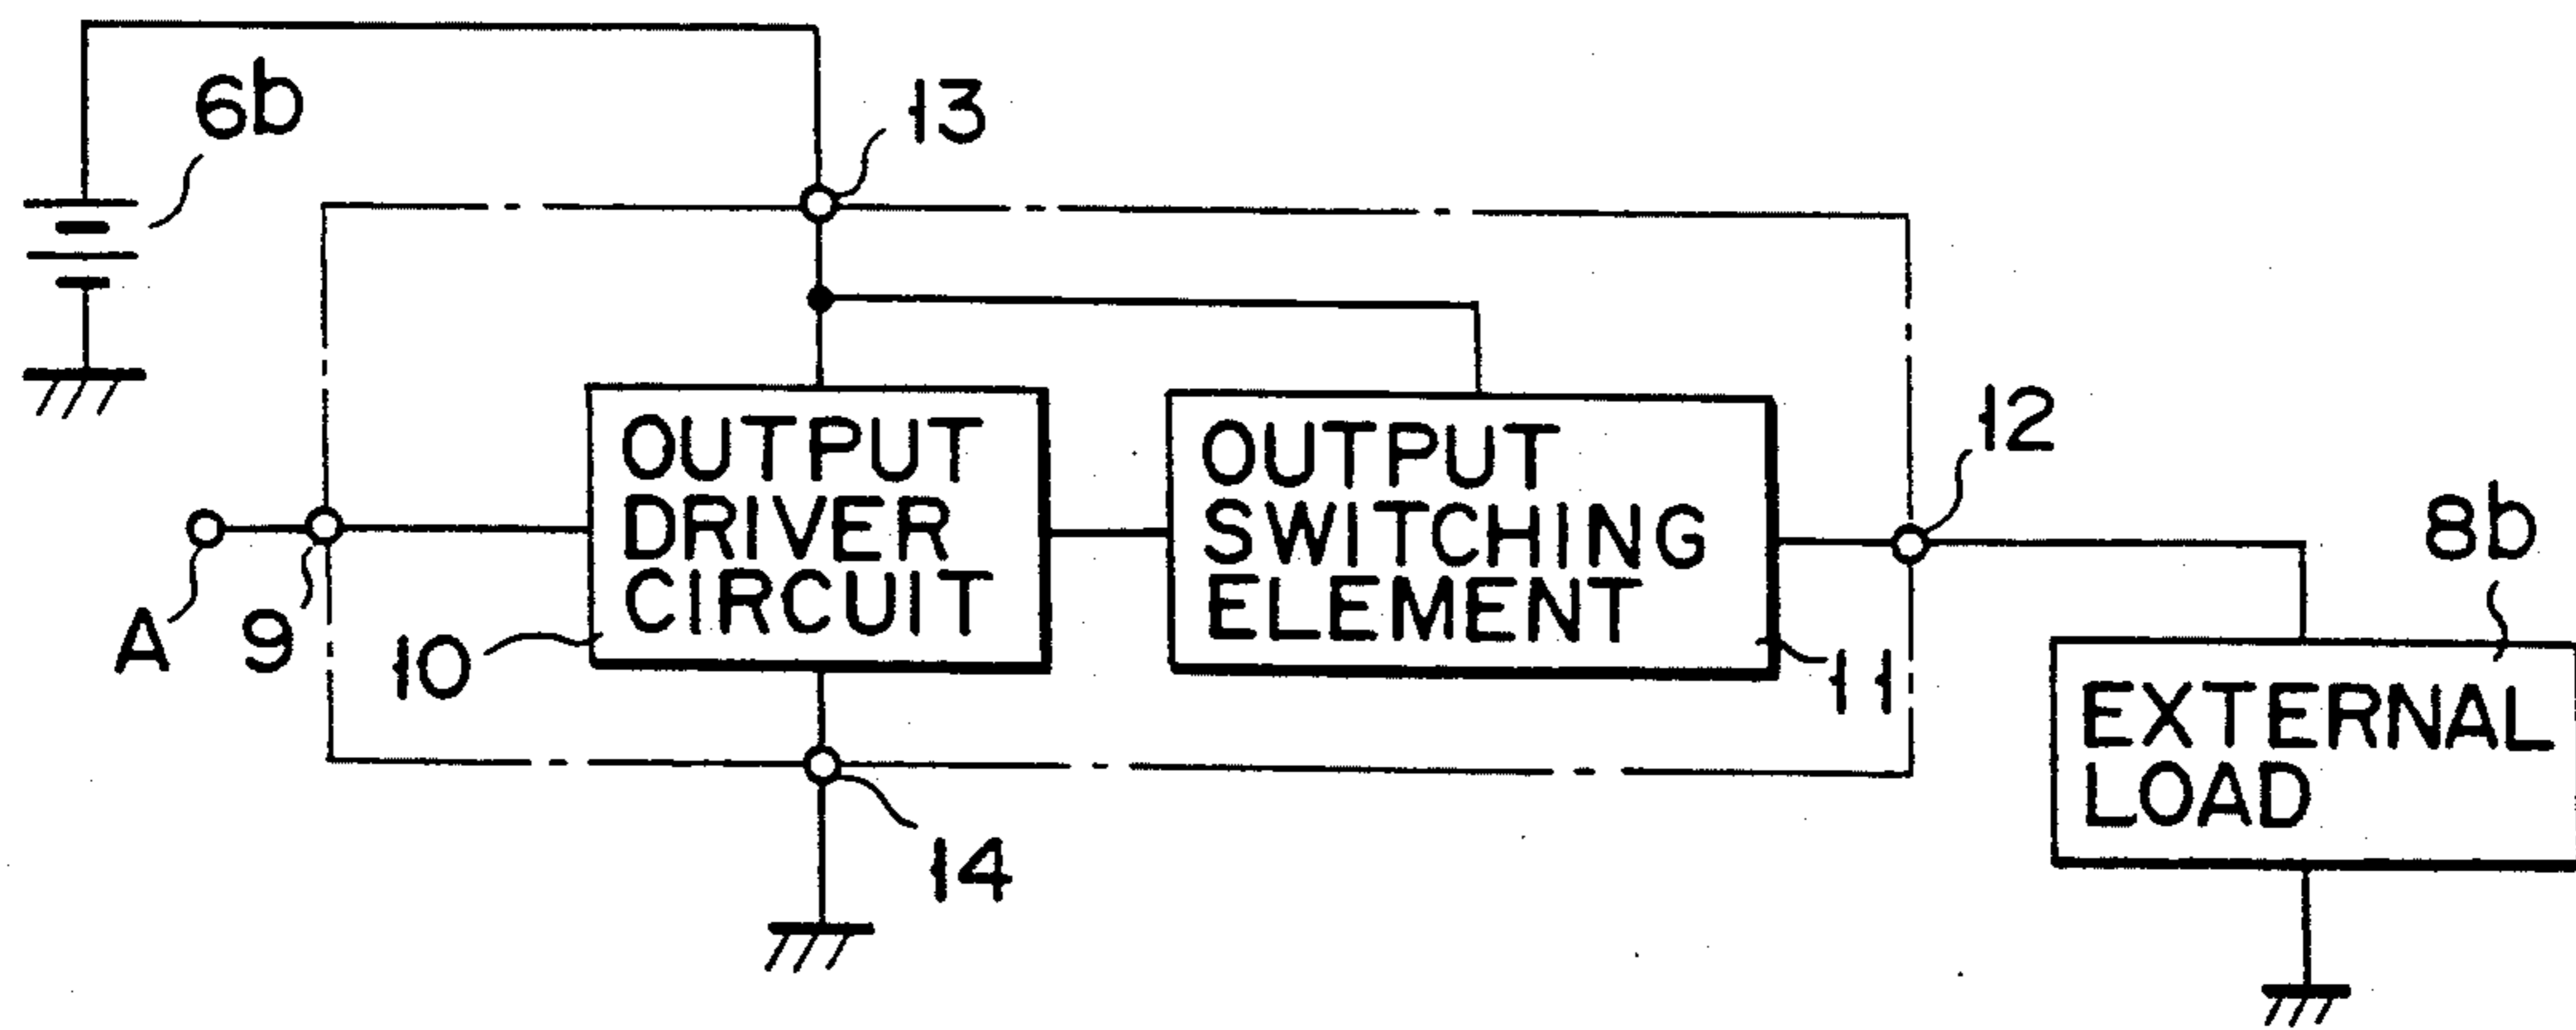 6b
13
12
OUTPUT
DRIVER
CIRCUIT
OUTPUT
SWITCHING
ELEMENT
8b
A
9
10
11
EXTERNAL
LOAD
14